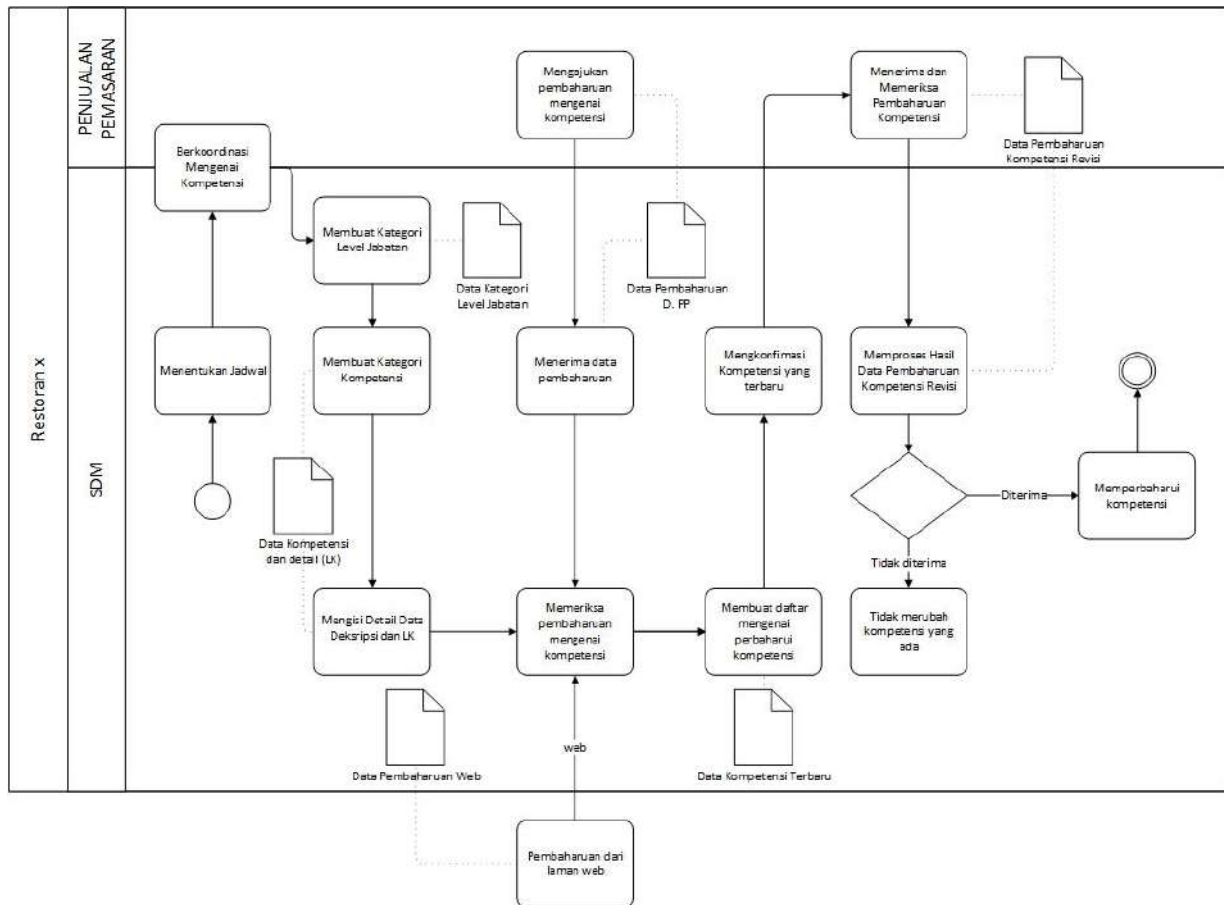 Restoran x
PENJUALAN
PEMASARAN
SDM
Berkoordinasi
Mengenai
Kompetensi
Mengajukan
pembaharuan
mengenai
kompetensi
Menerima dan
Memeriksa
Pembaharuan
Kompetensi
Data Pembaharuan
Kompetensi Revisi
Membuat Kategori
Level Jabatan
Data Kategori
Level Jabatan
Data Pembaharuan
D. PP
Menentukan Jadwal
Membuat Kategori
Kompetensi
Menerima data
pembaharuan
Mengkonfimasi
Kompetensi yang
terbaru
Memproses Hasil
Data Pembaharuan
Kompetensi Revisi
Data Kompetensi
dan detail (LK)
Diterima
Memperbaharui
kompetensi
Tidak diterima
Mengisi Detail Data
Deksripsi dan LK
Memeriksa
pembaharuan
mengenai
kompetensi
Membuat daftar
mengenai
perbaharui
kompetensi
Tidak merubah
kompetensi yang
ada
Data Pembaharuan Web
web
Data Kompetensi Terbaru
Pembaharuan dari
laman web